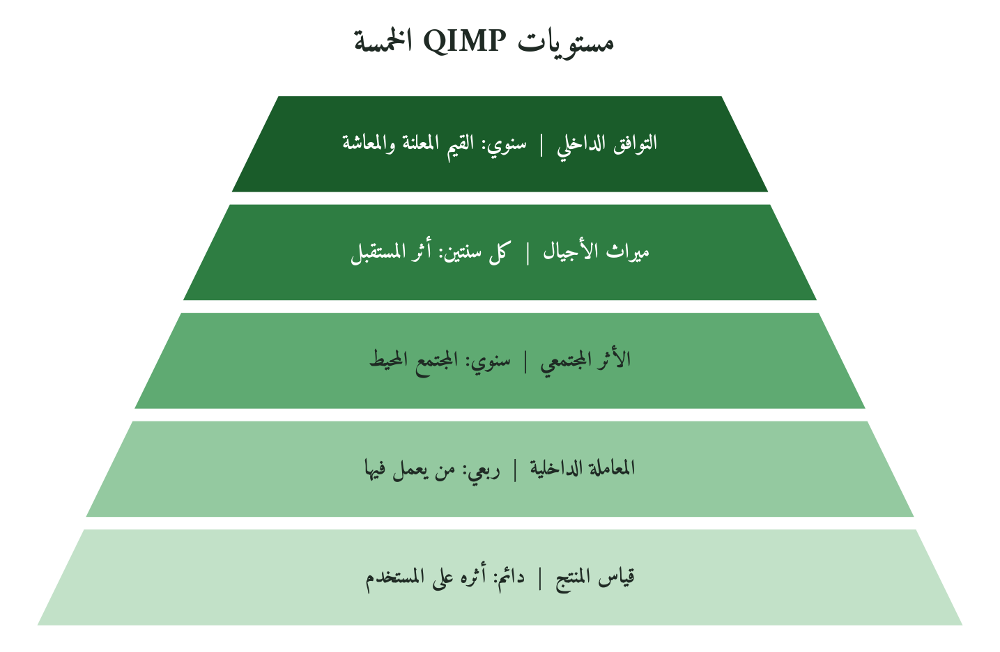 مستويات QIMP الخمسة
التوافق الداخلي | سنوي: القيم المعلنة والمعاشة
ميراث الأجيال | كل سنتين: أثر المستقبل
الأثر المجتمعي | سنوي: المجتمع المحيط
المعاملة الداخلية | ربعي: من يعمل فيها
قياس المنتج | دائم: أثره على المستخدم